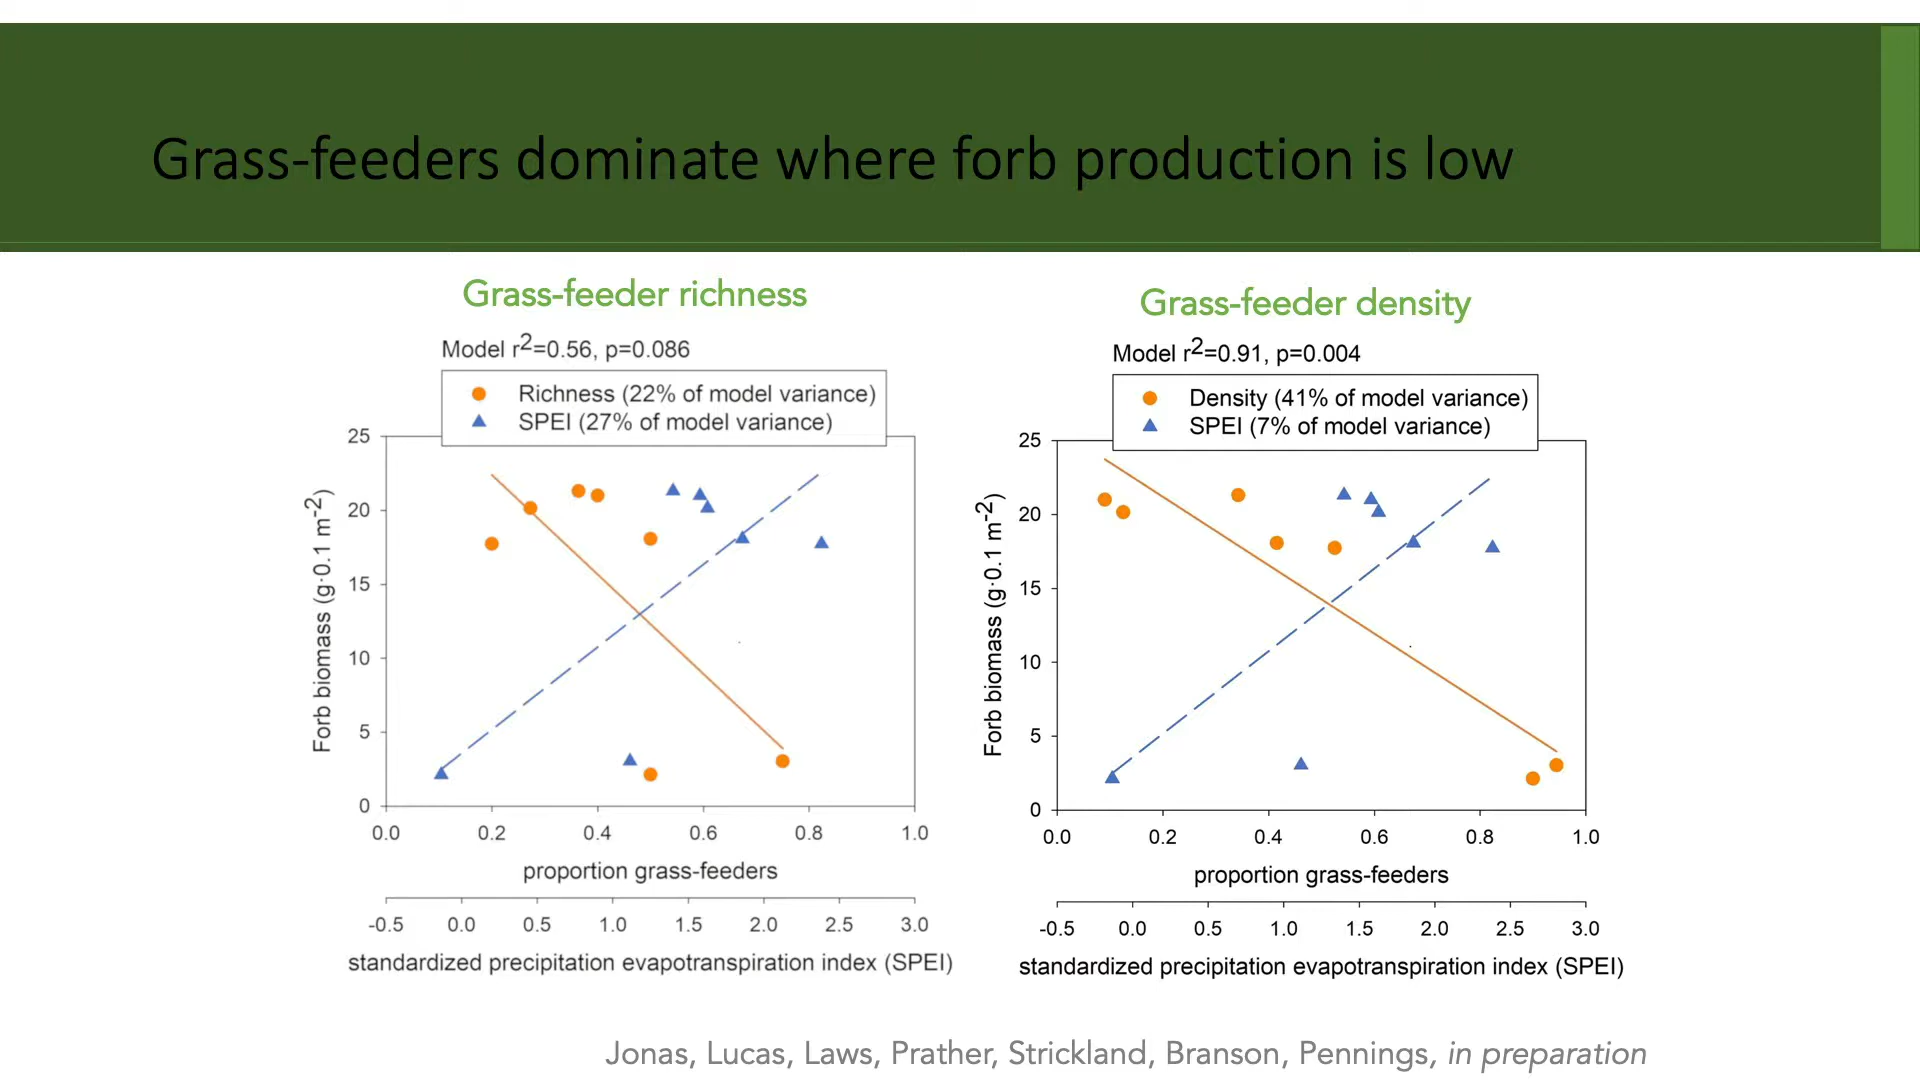 Grass-feeders dominate where forb production is low
Grass-feeder richness
Model r2=0.56, p=0.086
Richness (22% of model variance)
SPEI (27% of model variance)
25
20
15
10
5
0
Forb biomass (g·0.1 m-2)
0.0 0.2 0.4 0.6 0.8 1.0
proportion grass-feeders
-0.5 0.0 0.5 1.0 1.5 2.0 2.5 3.0
standardized precipitation evapotranspiration index (SPEI)
Grass-feeder density
Model r2=0.91, p=0.004
Density (41% of model variance)
SPEI (7% of model variance)
25
20
15
10
5
0
Forb biomass (g·0.1 m-2)
0.0 0.2 0.4 0.6 0.8 1.0
proportion grass-feeders
-0.5 0.0 0.5 1.0 1.5 2.0 2.5 3.0
standardized precipitation evapotranspiration index (SPEI)
Jonas, Lucas, Laws, Prather, Strickland, Branson, Pennings, in preparation